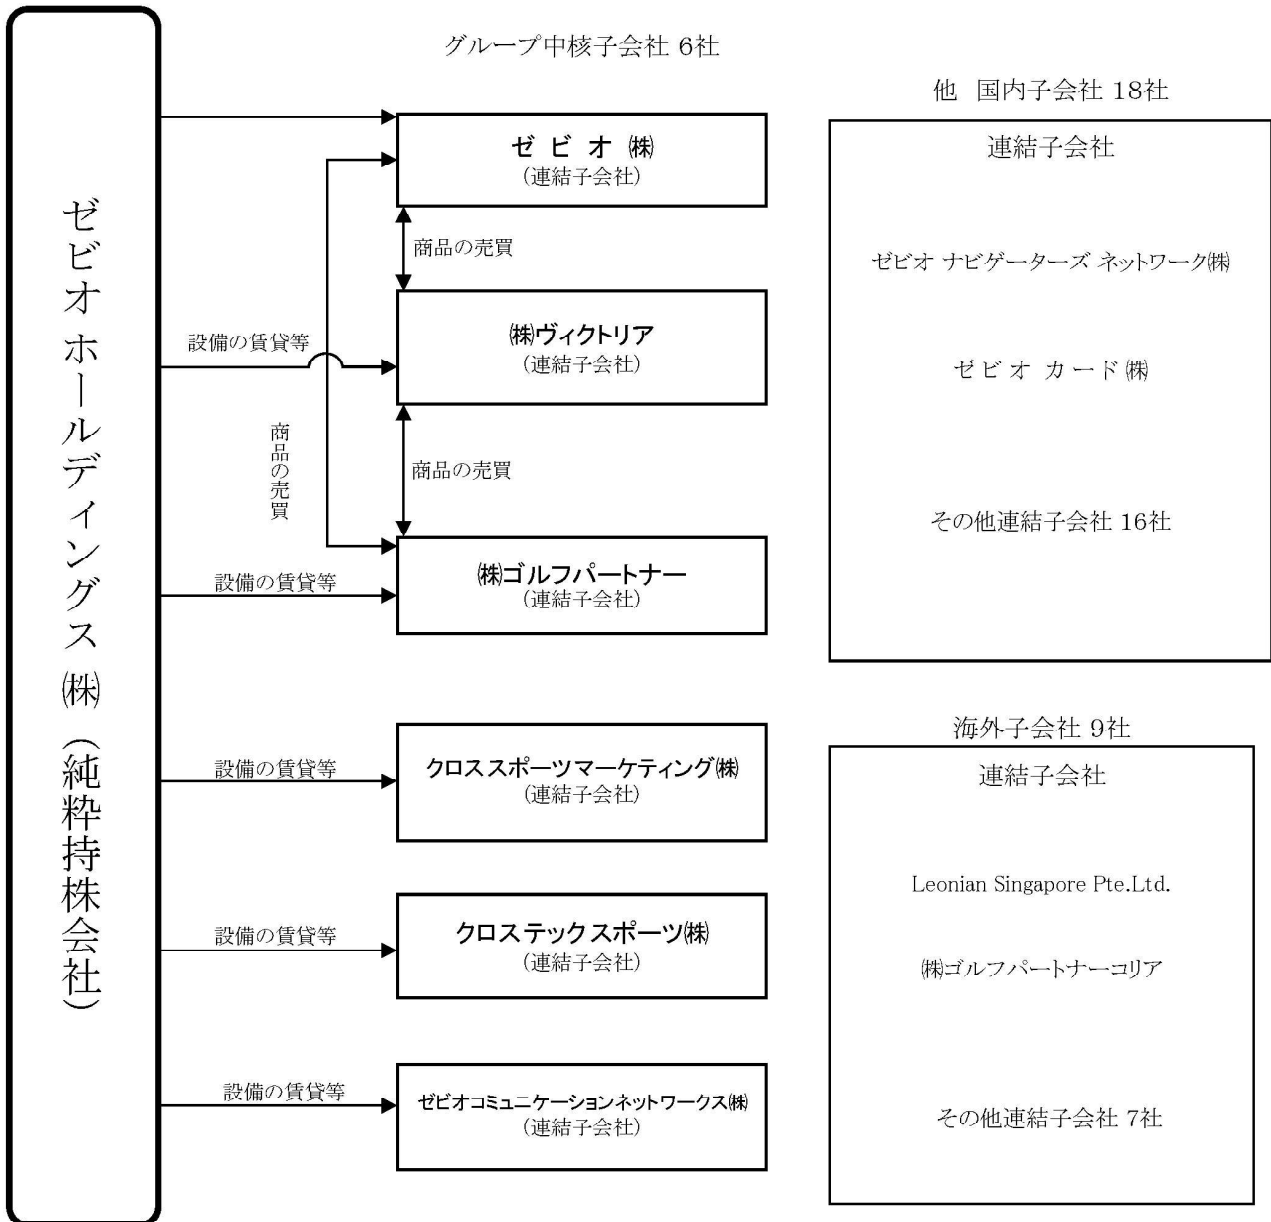 ゼビオ ホールディングス ㈱ (純粋持株会社)
グループ中核子会社 6社
ゼ ビ オ ㈱
(連結子会社)
商品の売買
設備の賃貸等
㈱ヴィクトリア
(連結子会社)
商品の売買
商品の売買
設備の賃貸等
㈱ゴルフパートナー
(連結子会社)
設備の賃貸等
クロススポーツマーケティング㈱
(連結子会社)
設備の賃貸等
クロステックスポーツ㈱
(連結子会社)
設備の賃貸等
ゼビオコミュニケーションネットワークス㈱
(連結子会社)
他 国内子会社 18社
連結子会社
ゼビオ ナビゲーターズ ネットワーク㈱
ゼ ビ オ カ ー ド ㈱
その他連結子会社 16社
海外子会社 9社
連結子会社
Leonian Singapore Pte.Ltd.
㈱ゴルフパートナーコリア
その他連結子会社 7社